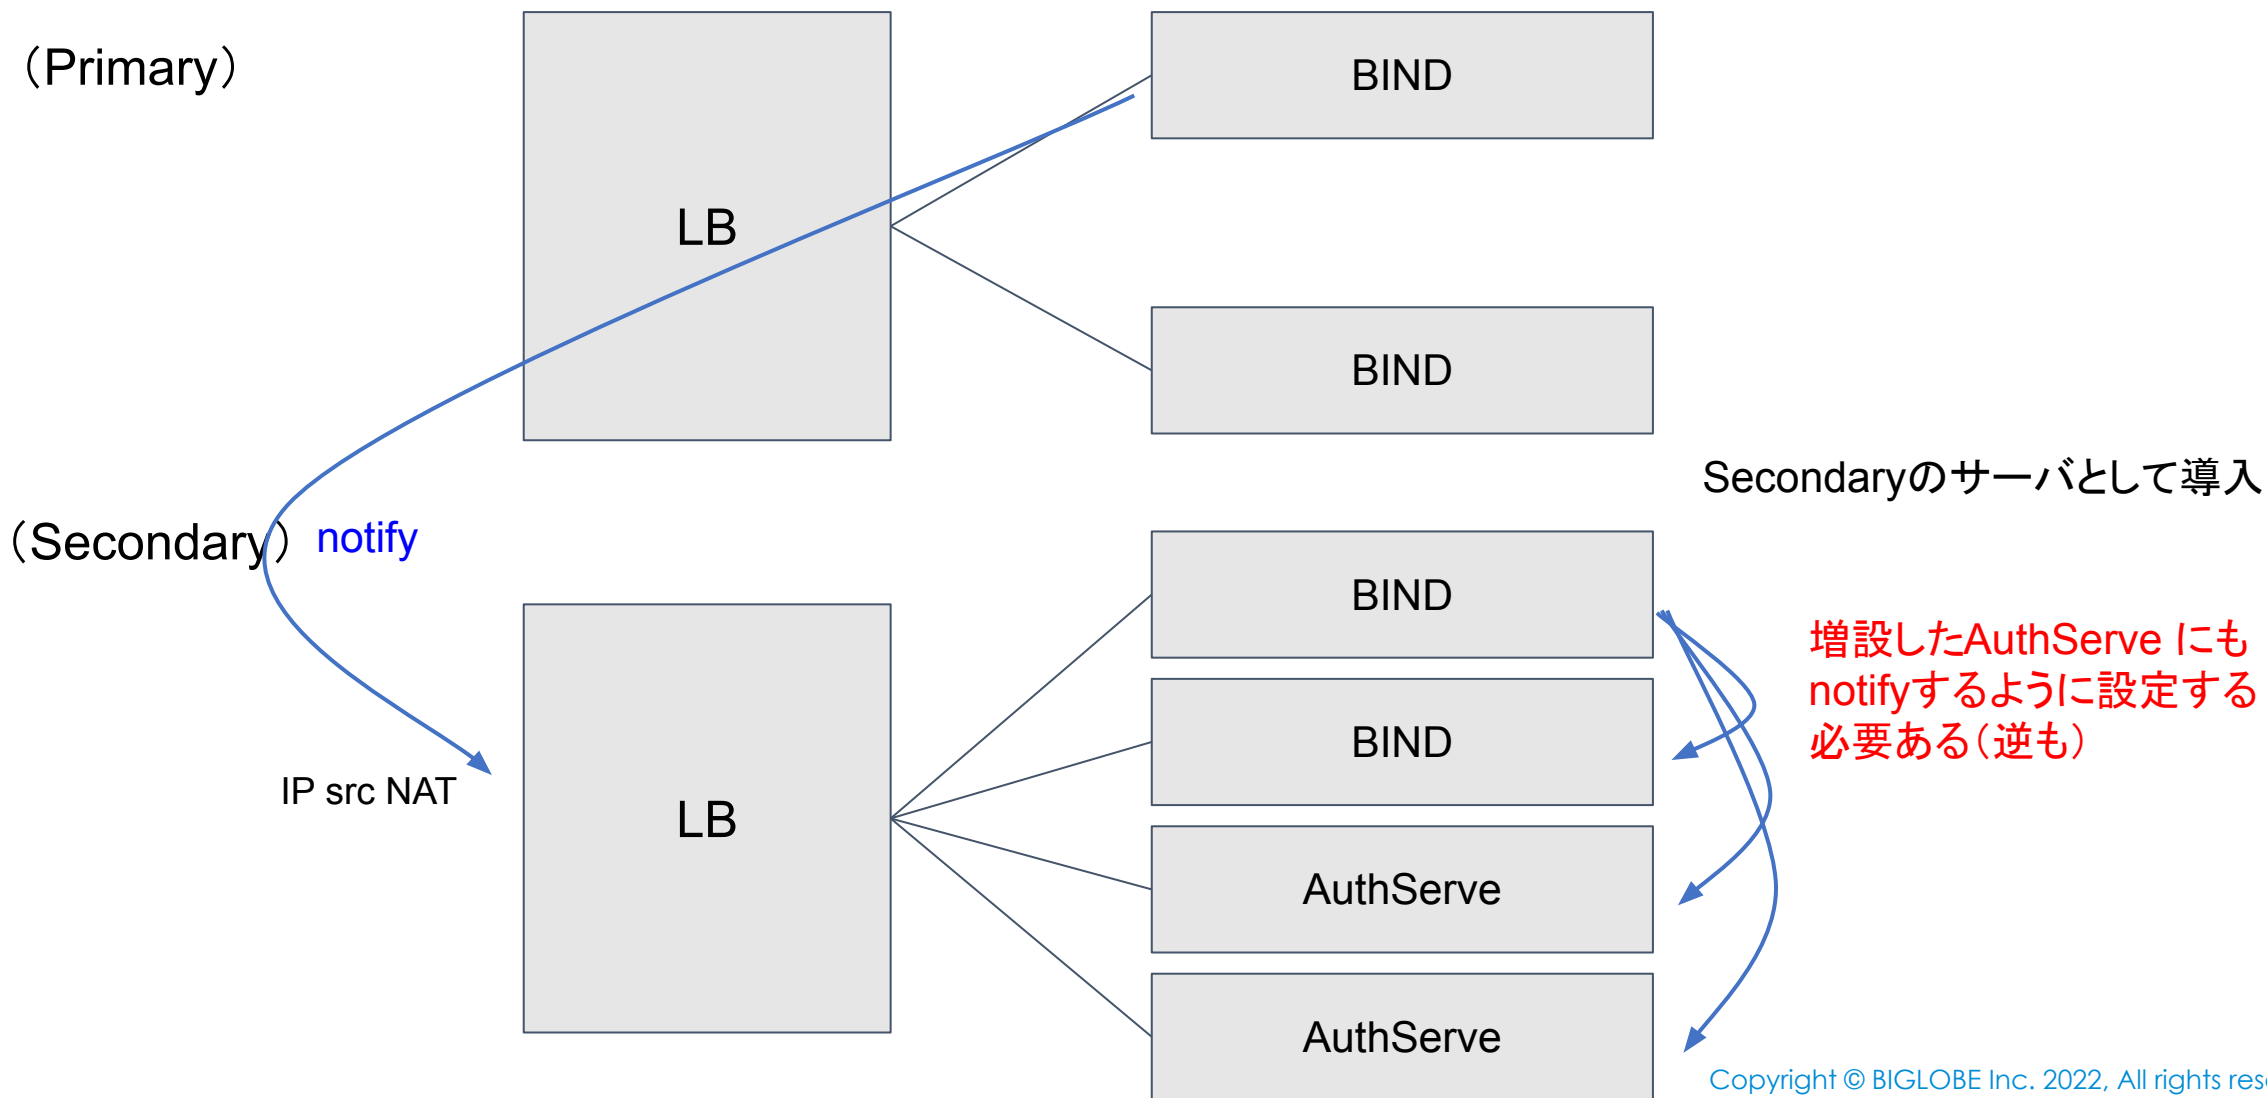 （Primary）
BIND
LB
BIND
Secondaryのサーバとして導入
（Secondary）
notify
BIND
増設したAuthServe にも
notifyするように設定する
必要ある（逆も）
BIND
IP src NAT
LB
AuthServe
AuthServe
Copyright © BIGLOBE Inc. 2022, All rights